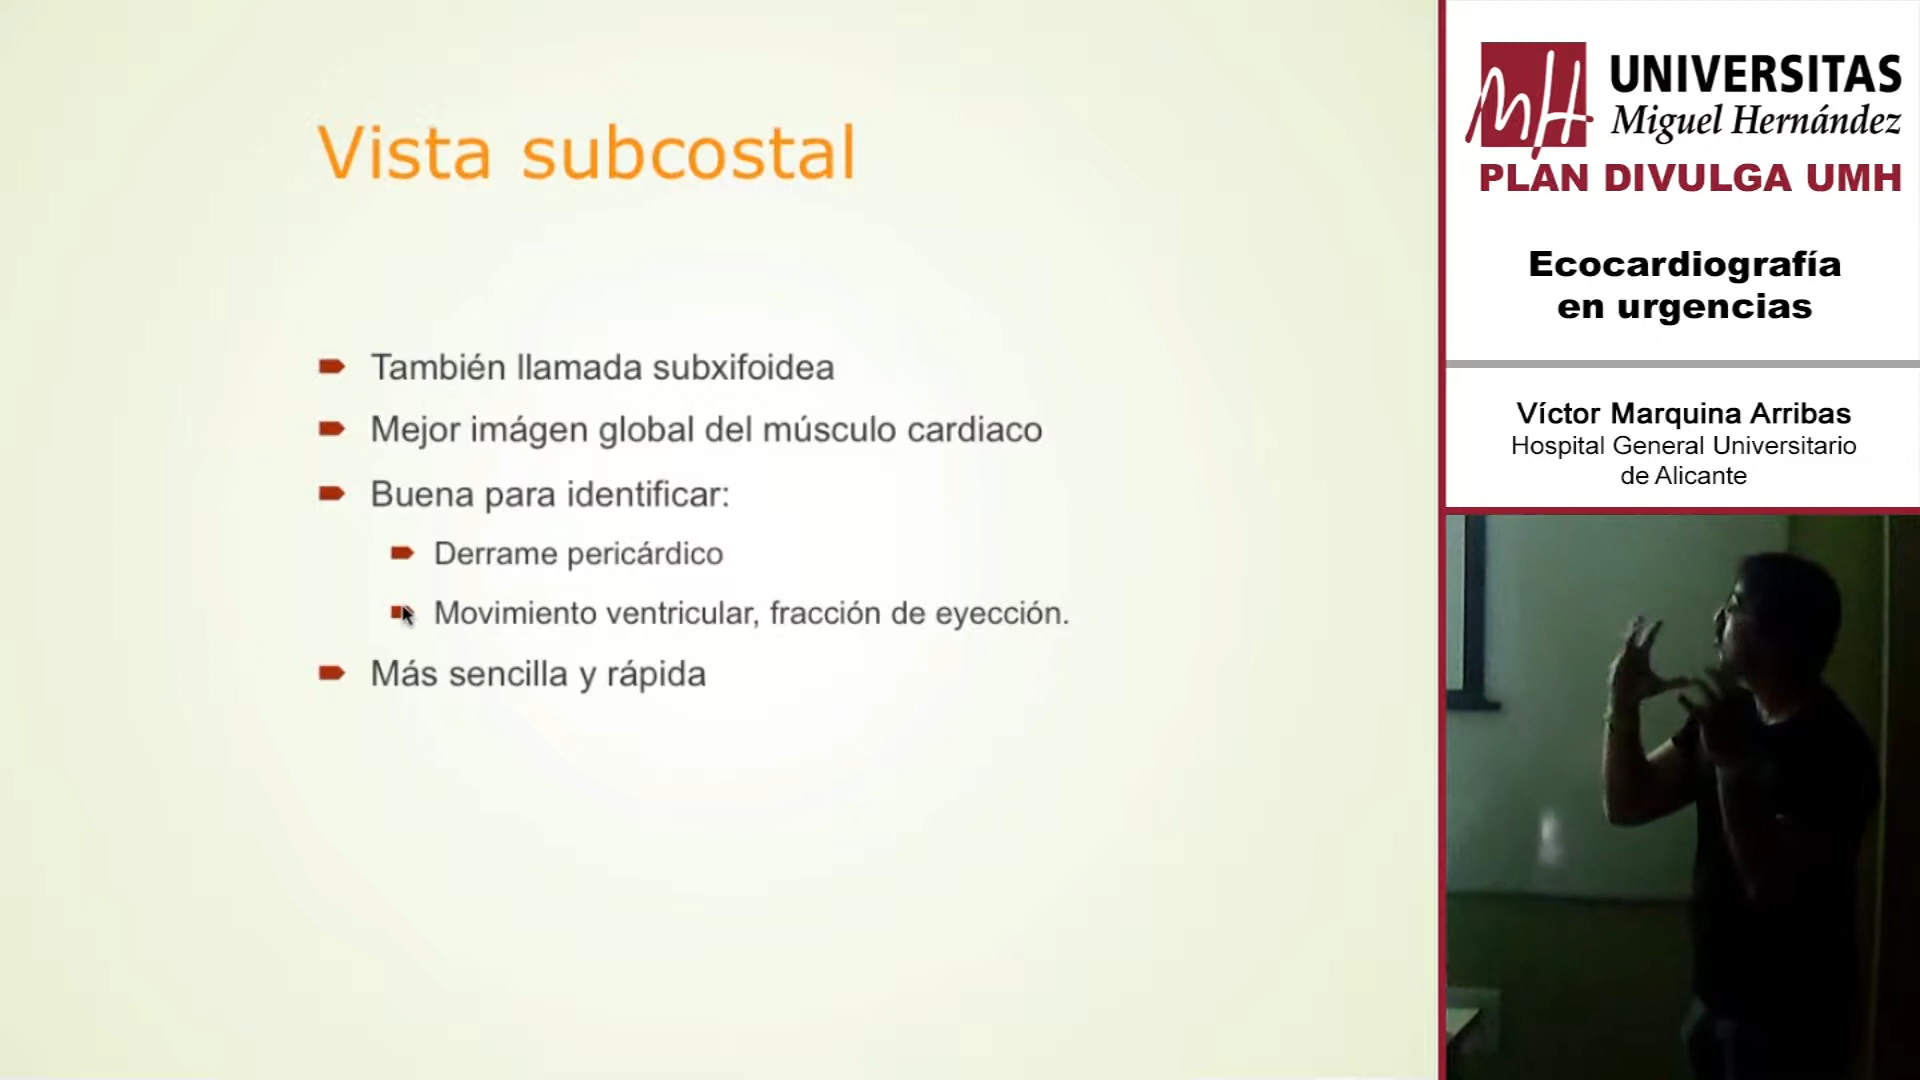 Vista subcostal
También llamada subxifoidea
Mejor imágen global del músculo cardiaco
Buena para identificar:
Derrame pericárdico
Movimiento ventricular, fracción de eyección.
Más sencilla y rápida
MH
UNIVERSITAS
Miguel Hernández
PLAN DIVULGA UMH
Ecocardiografía
en urgencias
Víctor Marquina Arribas
Hospital General Universitario
de Alicante